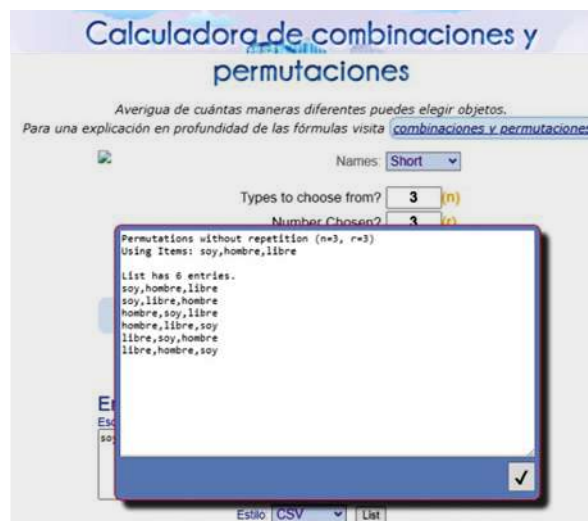 Calculadora de combinaciones y
permutaciones
Averigua de cuántas maneras diferentes puedes elegir objetos.
Para una explicación en profundidad de las fórmulas visita combinaciones y permutaciones
Names: Short
Types to choose from? 3 (n)
Number Chosen? 3 (r)
Permutations without repetition (n=3, r=3)
Using Items: soy,hombre,libre
List has 6 entries.
soy,hombre,libre
soy,libre,hombre
hombre,soy,libre
hombre,libre,soy
libre,soy,hombre
libre,hombre,soy
Estilo: CSV List